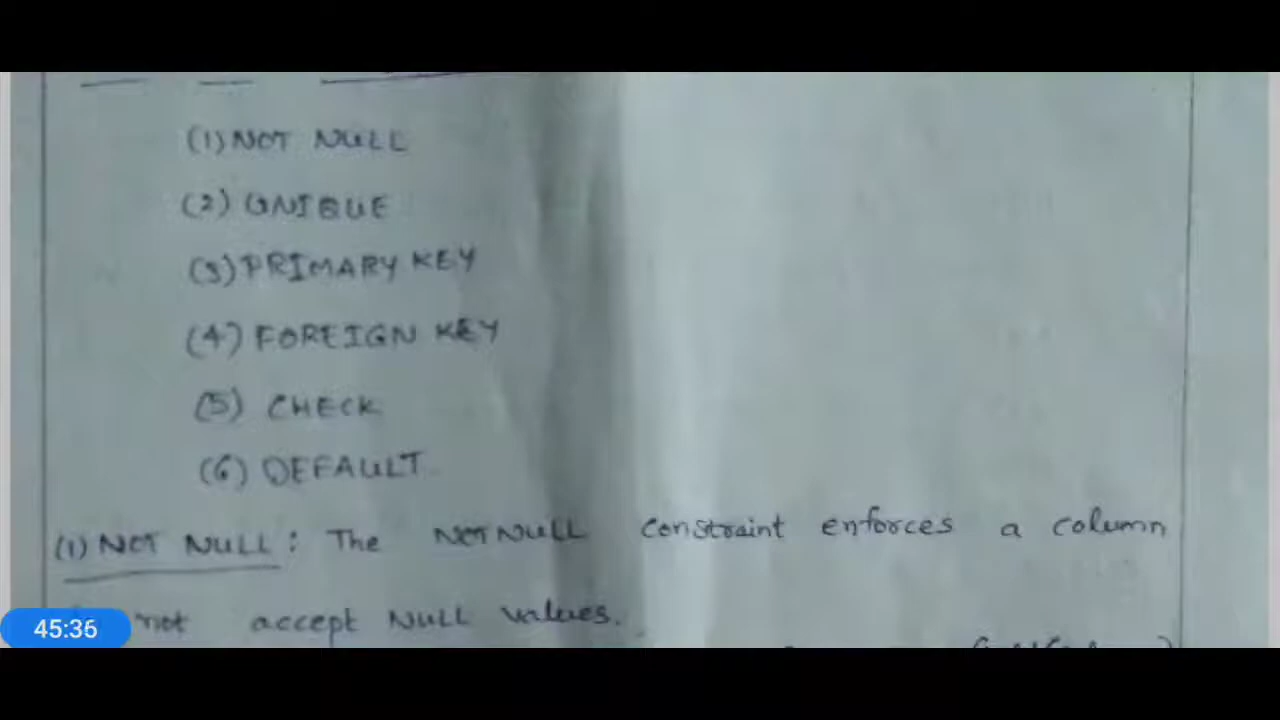 (1) NOT NULL
(2) UNIQUE
(3) PRIMARY KEY
(4) FOREIGN KEY
(5) CHECK
(6) DEFAULT
(1) NOT NULL : The NOT NULL constraint enforces a column
not accept NULL values.
45:36